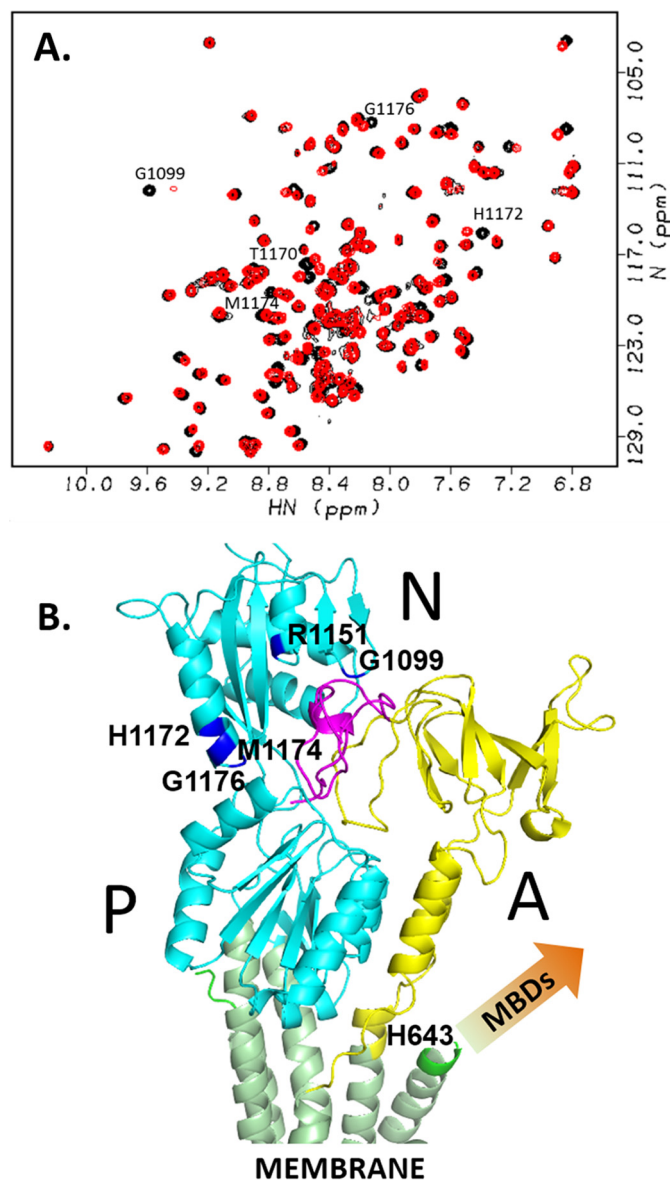 A.
G1176
G1099
H1172
T1170
M1174
105.0
111.0
117.0
123.0
129.0
N (ppm)
10.0 9.6 9.2 8.8 8.4 8.0 7.6 7.2 6.8
HN (ppm)
B.
N
R1151
G1099
H1172
M1174
G1176
P
A
MBDs
H643
MEMBRANE